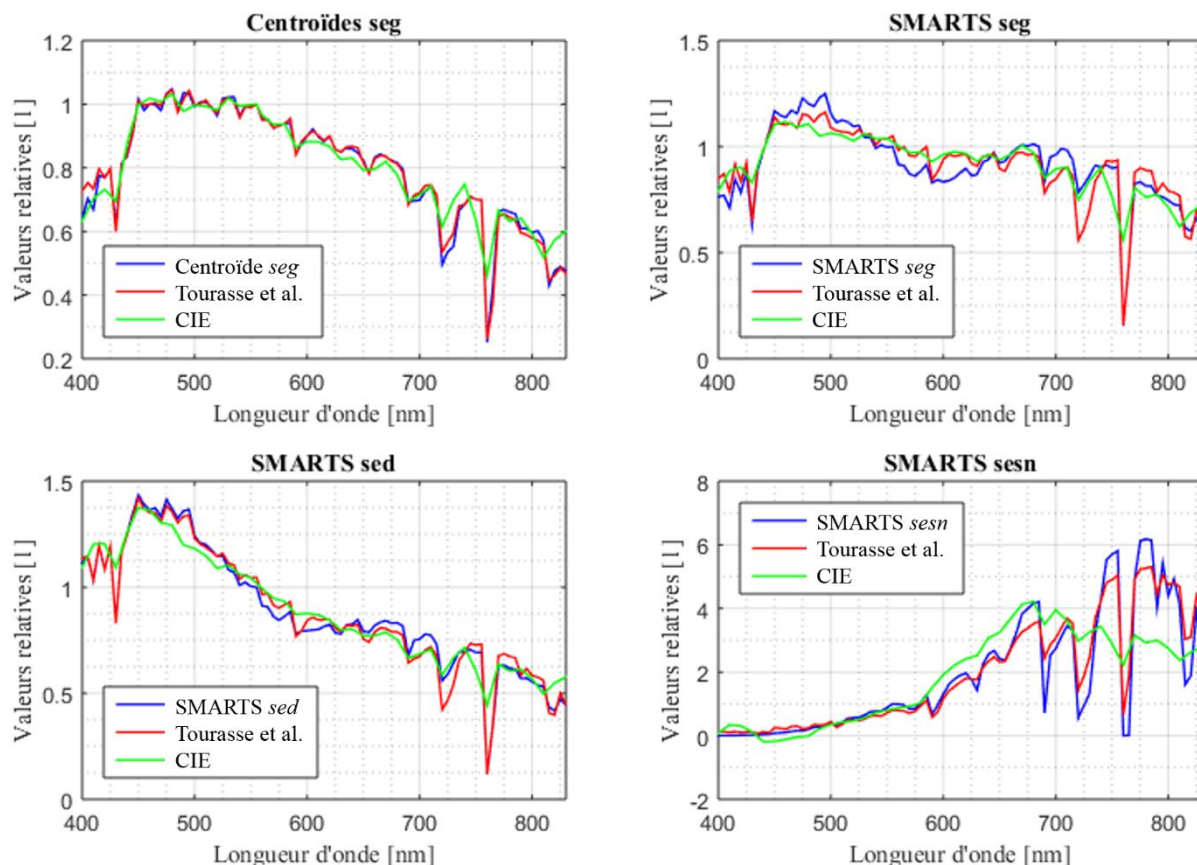 Centroïdes seg
1.2
1
0.8
0.6
0.4
0.2
Valeurs relatives [1]
Centroïde seg
Tourasse et al.
CIE
400 500 600 700 800
Longueur d'onde [nm]
SMARTS seg
1.5
1
0.5
0
Valeurs relatives [1]
SMARTS seg
Tourasse et al.
CIE
400 500 600 700 800
Longueur d'onde [nm]
SMARTS sed
1.5
1
0.5
0
Valeurs relatives [1]
SMARTS sed
Tourasse et al.
CIE
400 500 600 700 800
Longueur d'onde [nm]
SMARTS sesn
8
6
4
2
0
-2
Valeurs relatives [1]
SMARTS sesn
Tourasse et al.
CIE
400 500 600 700 800
Longueur d'onde [nm]